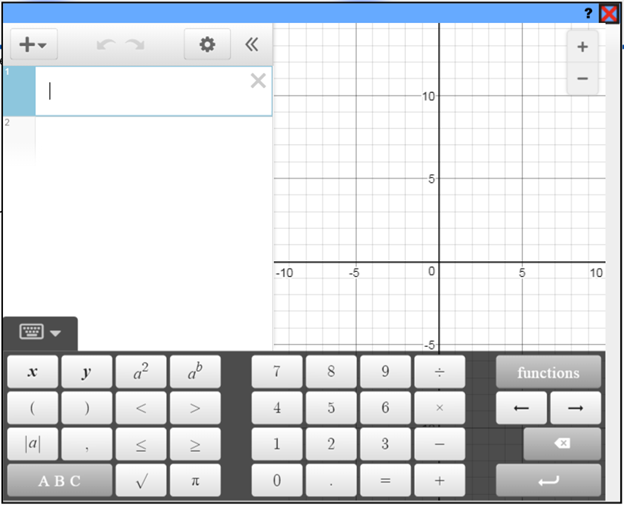 ?
+
«
+
−
1
2
10
5
-10 -5 0 5 10
-5
x y a² aᵇ 7 8 9 ÷ functions
( ) < > 4 5 6 × ← →
|a| , ≤ ≥ 1 2 3 −
A B C √ π 0 . = +